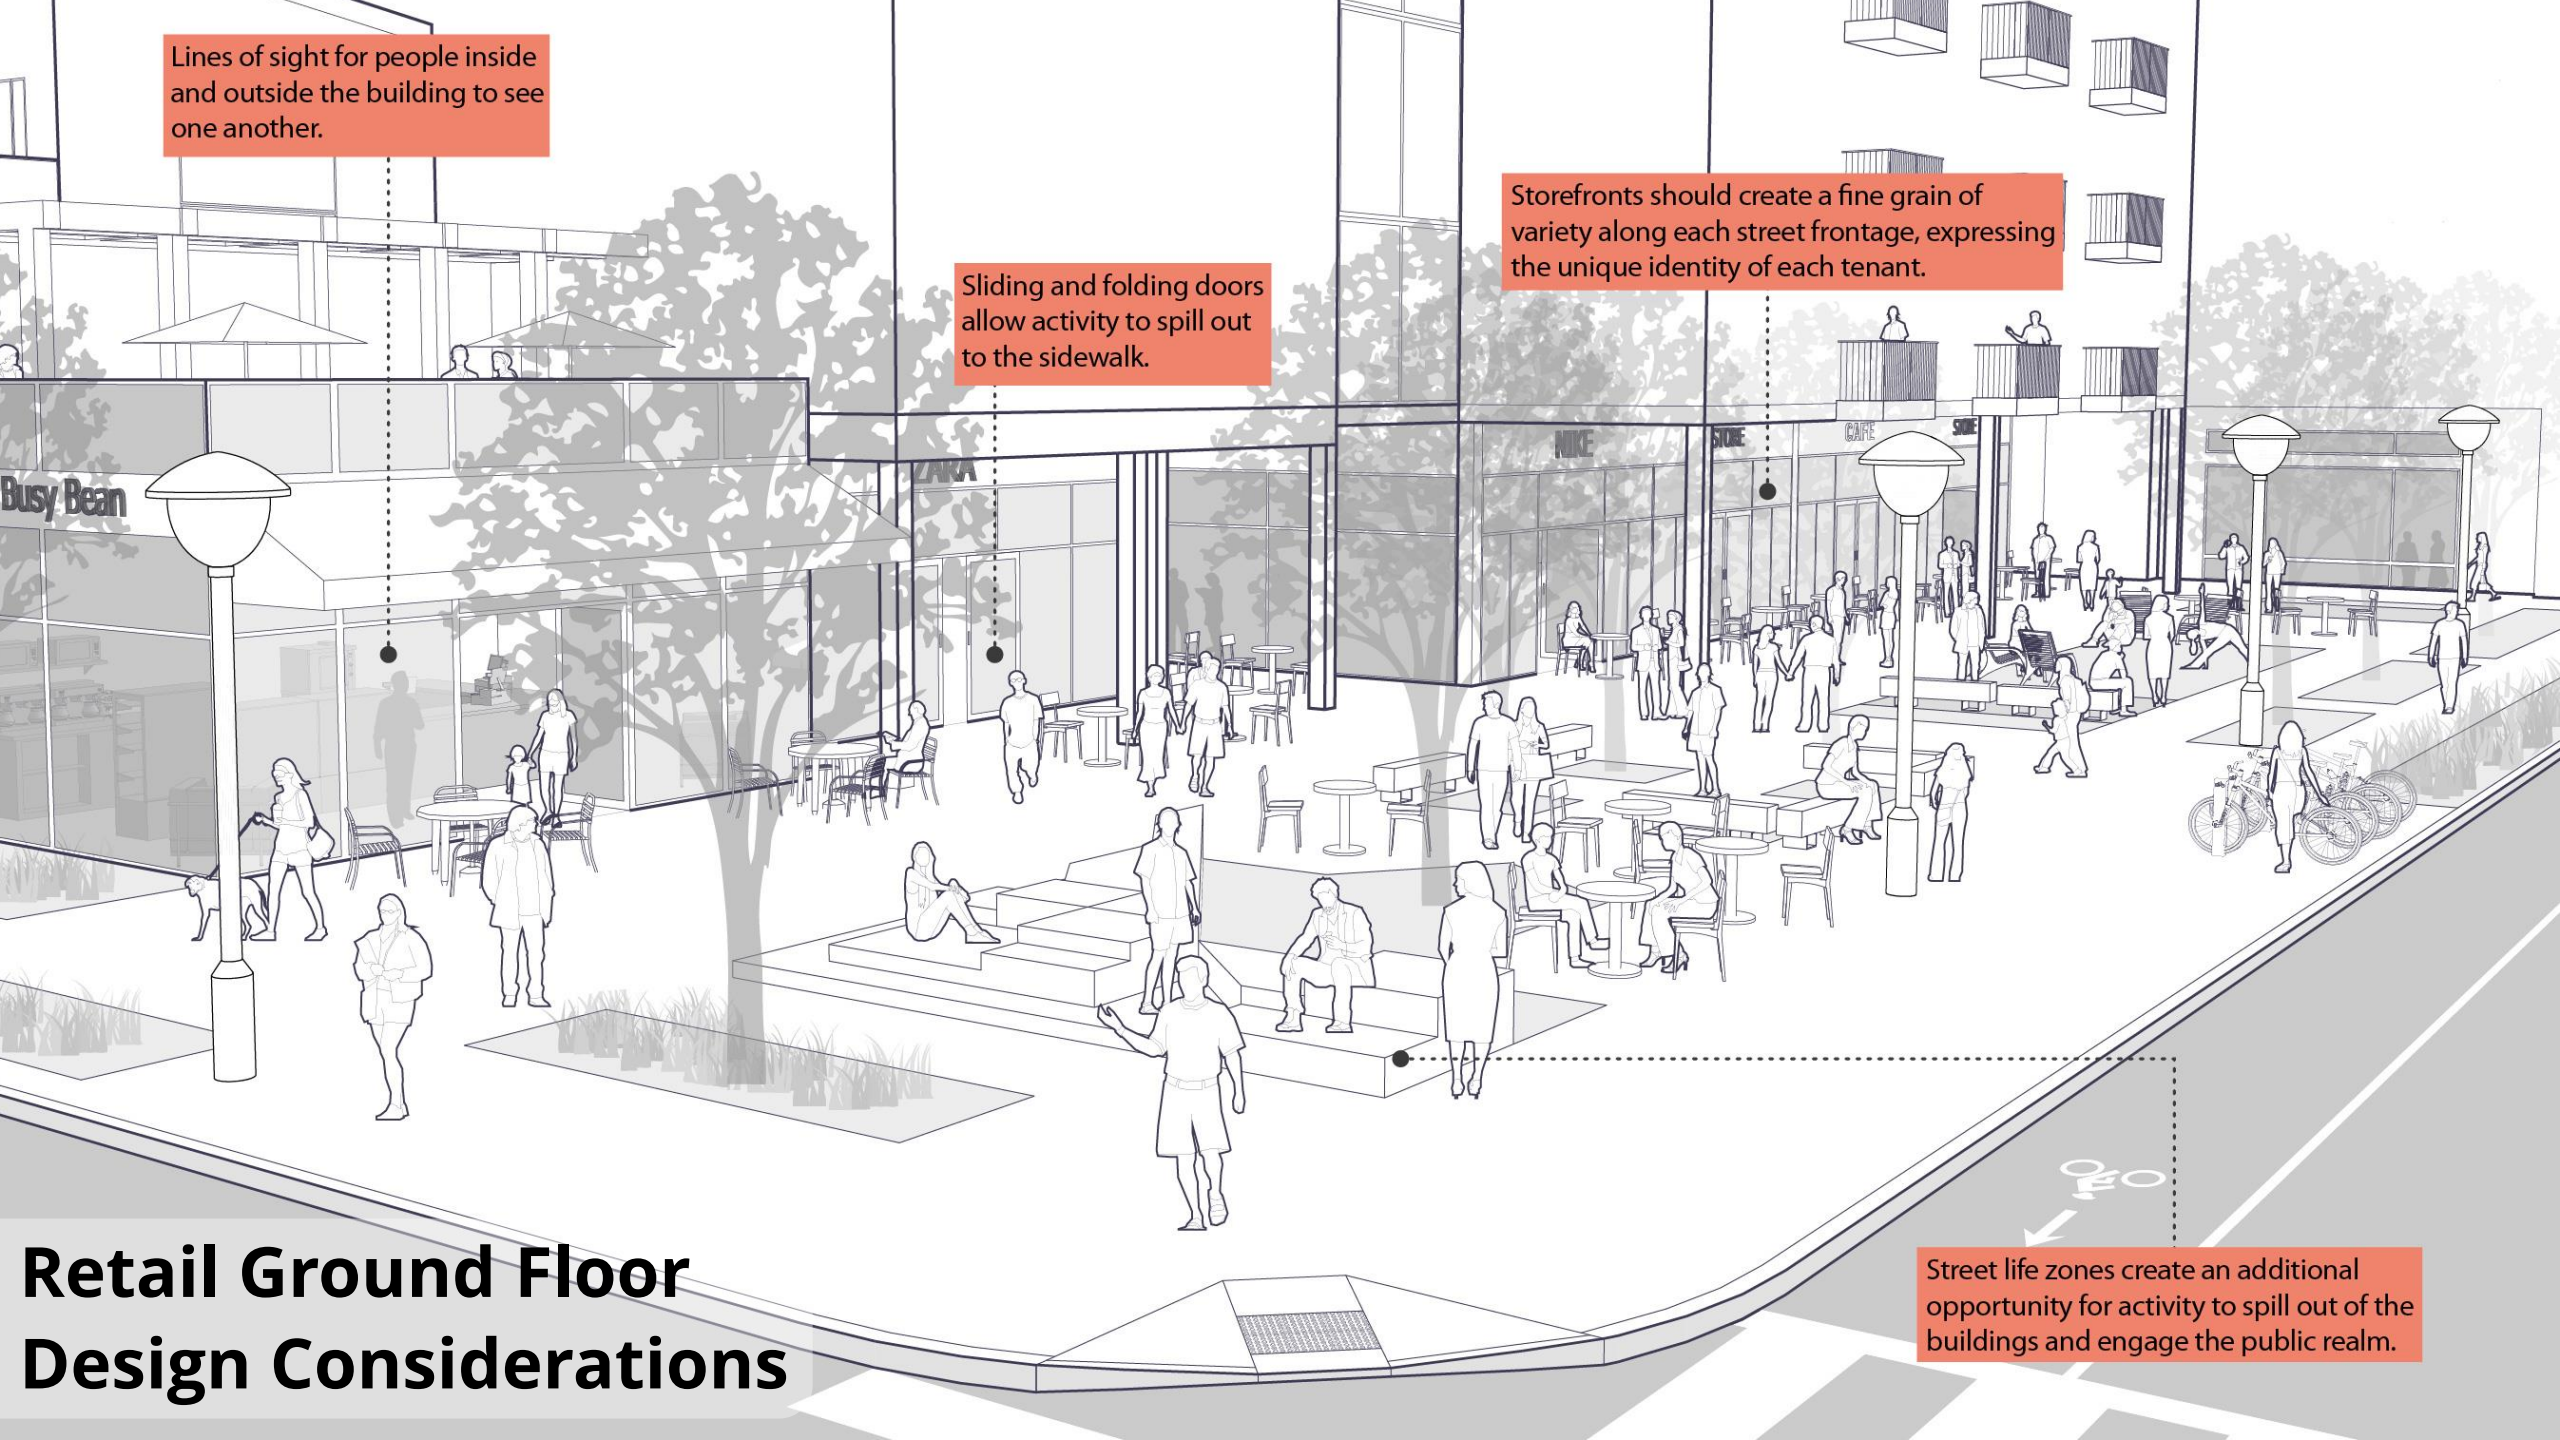 Lines of sight for people inside
and outside the building to see
one another.
Storefronts should create a fine grain of
variety along each street frontage, expressing
the unique identity of each tenant.
Sliding and folding doors
allow activity to spill out
to the sidewalk.
Busy Bean
ZARA
NIKE
STORE
CAFE
STORE
Street life zones create an additional
opportunity for activity to spill out of the
buildings and engage the public realm.
Retail Ground Floor
Design Considerations